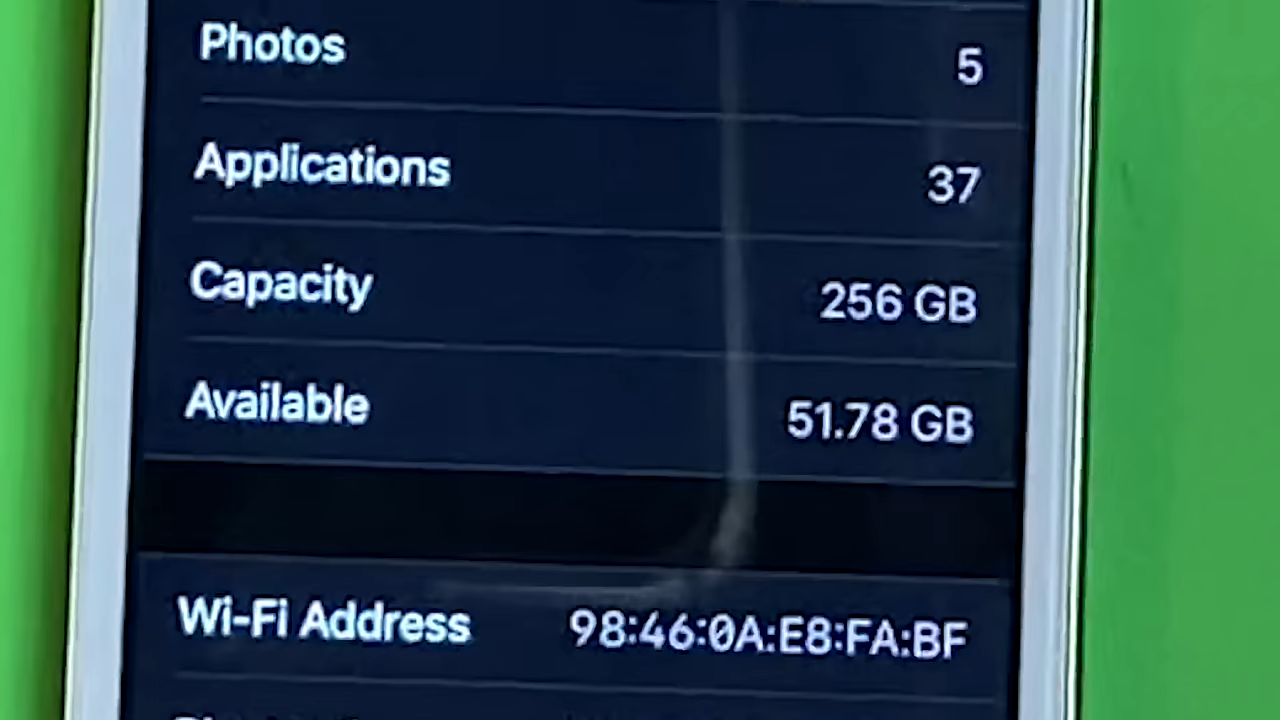 Photos 5
Applications 37
Capacity 256 GB
Available 51.78 GB
Wi-Fi Address 98:46:0A:E8:FA:BF